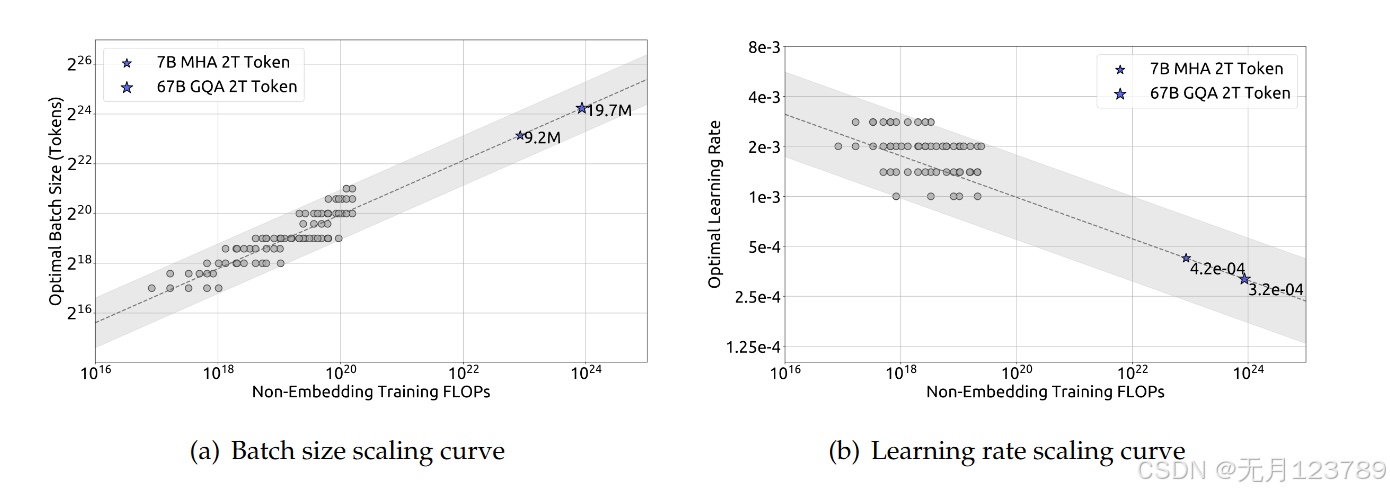 7B MHA 2T Token
67B GQA 2T Token
2^26
2^24
2^22
2^20
2^18
2^16
Optimal Batch Size (Tokens)
9.2M
19.7M
10^16
10^18
10^20
10^22
10^24
Non-Embedding Training FLOPs
(a) Batch size scaling curve
7B MHA 2T Token
67B GQA 2T Token
8e-3
4e-3
2e-3
1e-3
5e-4
2.5e-4
1.25e-4
Optimal Learning Rate
4.2e-04
3.2e-04
10^16
10^18
10^20
10^22
10^24
Non-Embedding Training FLOPs
(b) Learning rate scaling curve
CSDN @无月123789